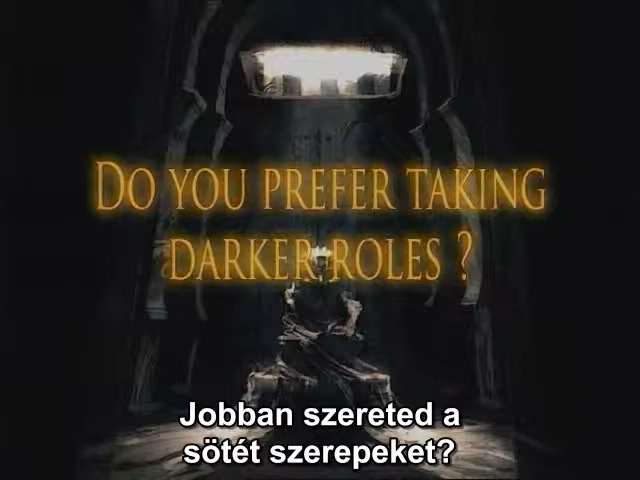 DO YOU PREFER TAKING
DARKER ROLES ?
Jobban szereted a
sötét szerepeket?